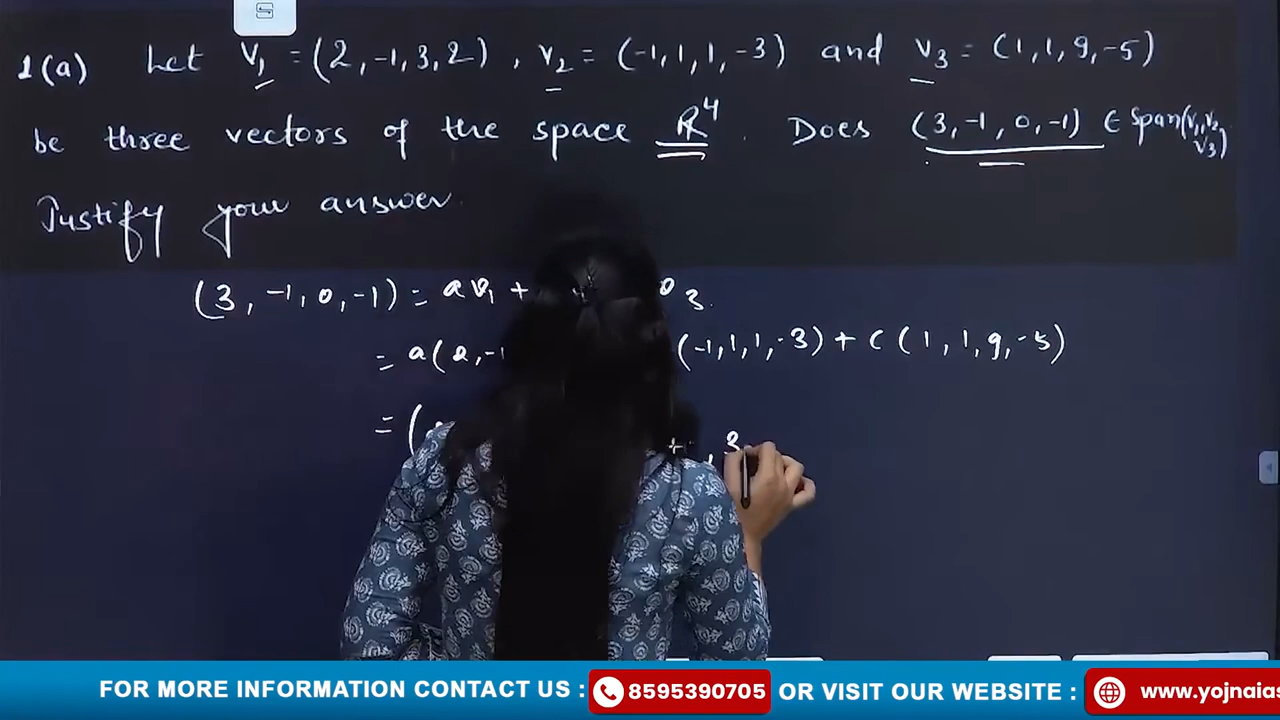 1(a) Let v₁ = (2, -1, 3, 2), v₂ = (-1, 1, 1, -3) and v₃ = (1, 1, 9, -5)
be three vectors of the space ℝ⁴. Does (3, -1, 0, -1) ∈ Span(v₁, v₂ v₃)
Justify your answer.
(3, -1, 0, -1) = av₁ + 3.
= a(2, -1 (-1, 1, 1, -3) + c(1, 1, 9, -5)
= ( + , 3
FOR MORE INFORMATION CONTACT US : 8595390705 OR VISIT OUR WEBSITE : www.yojnaias